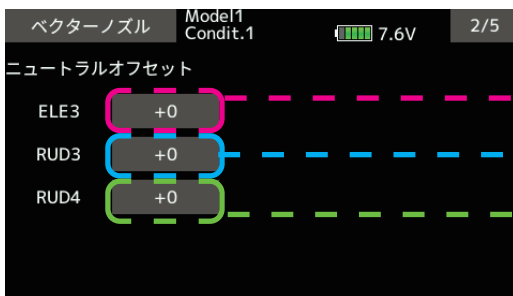 ベクターノズル Model1 7.6V 2/5
Condit.1
ニュートラルオフセット
ELE3 +0
RUD3 +0
RUD4 +0